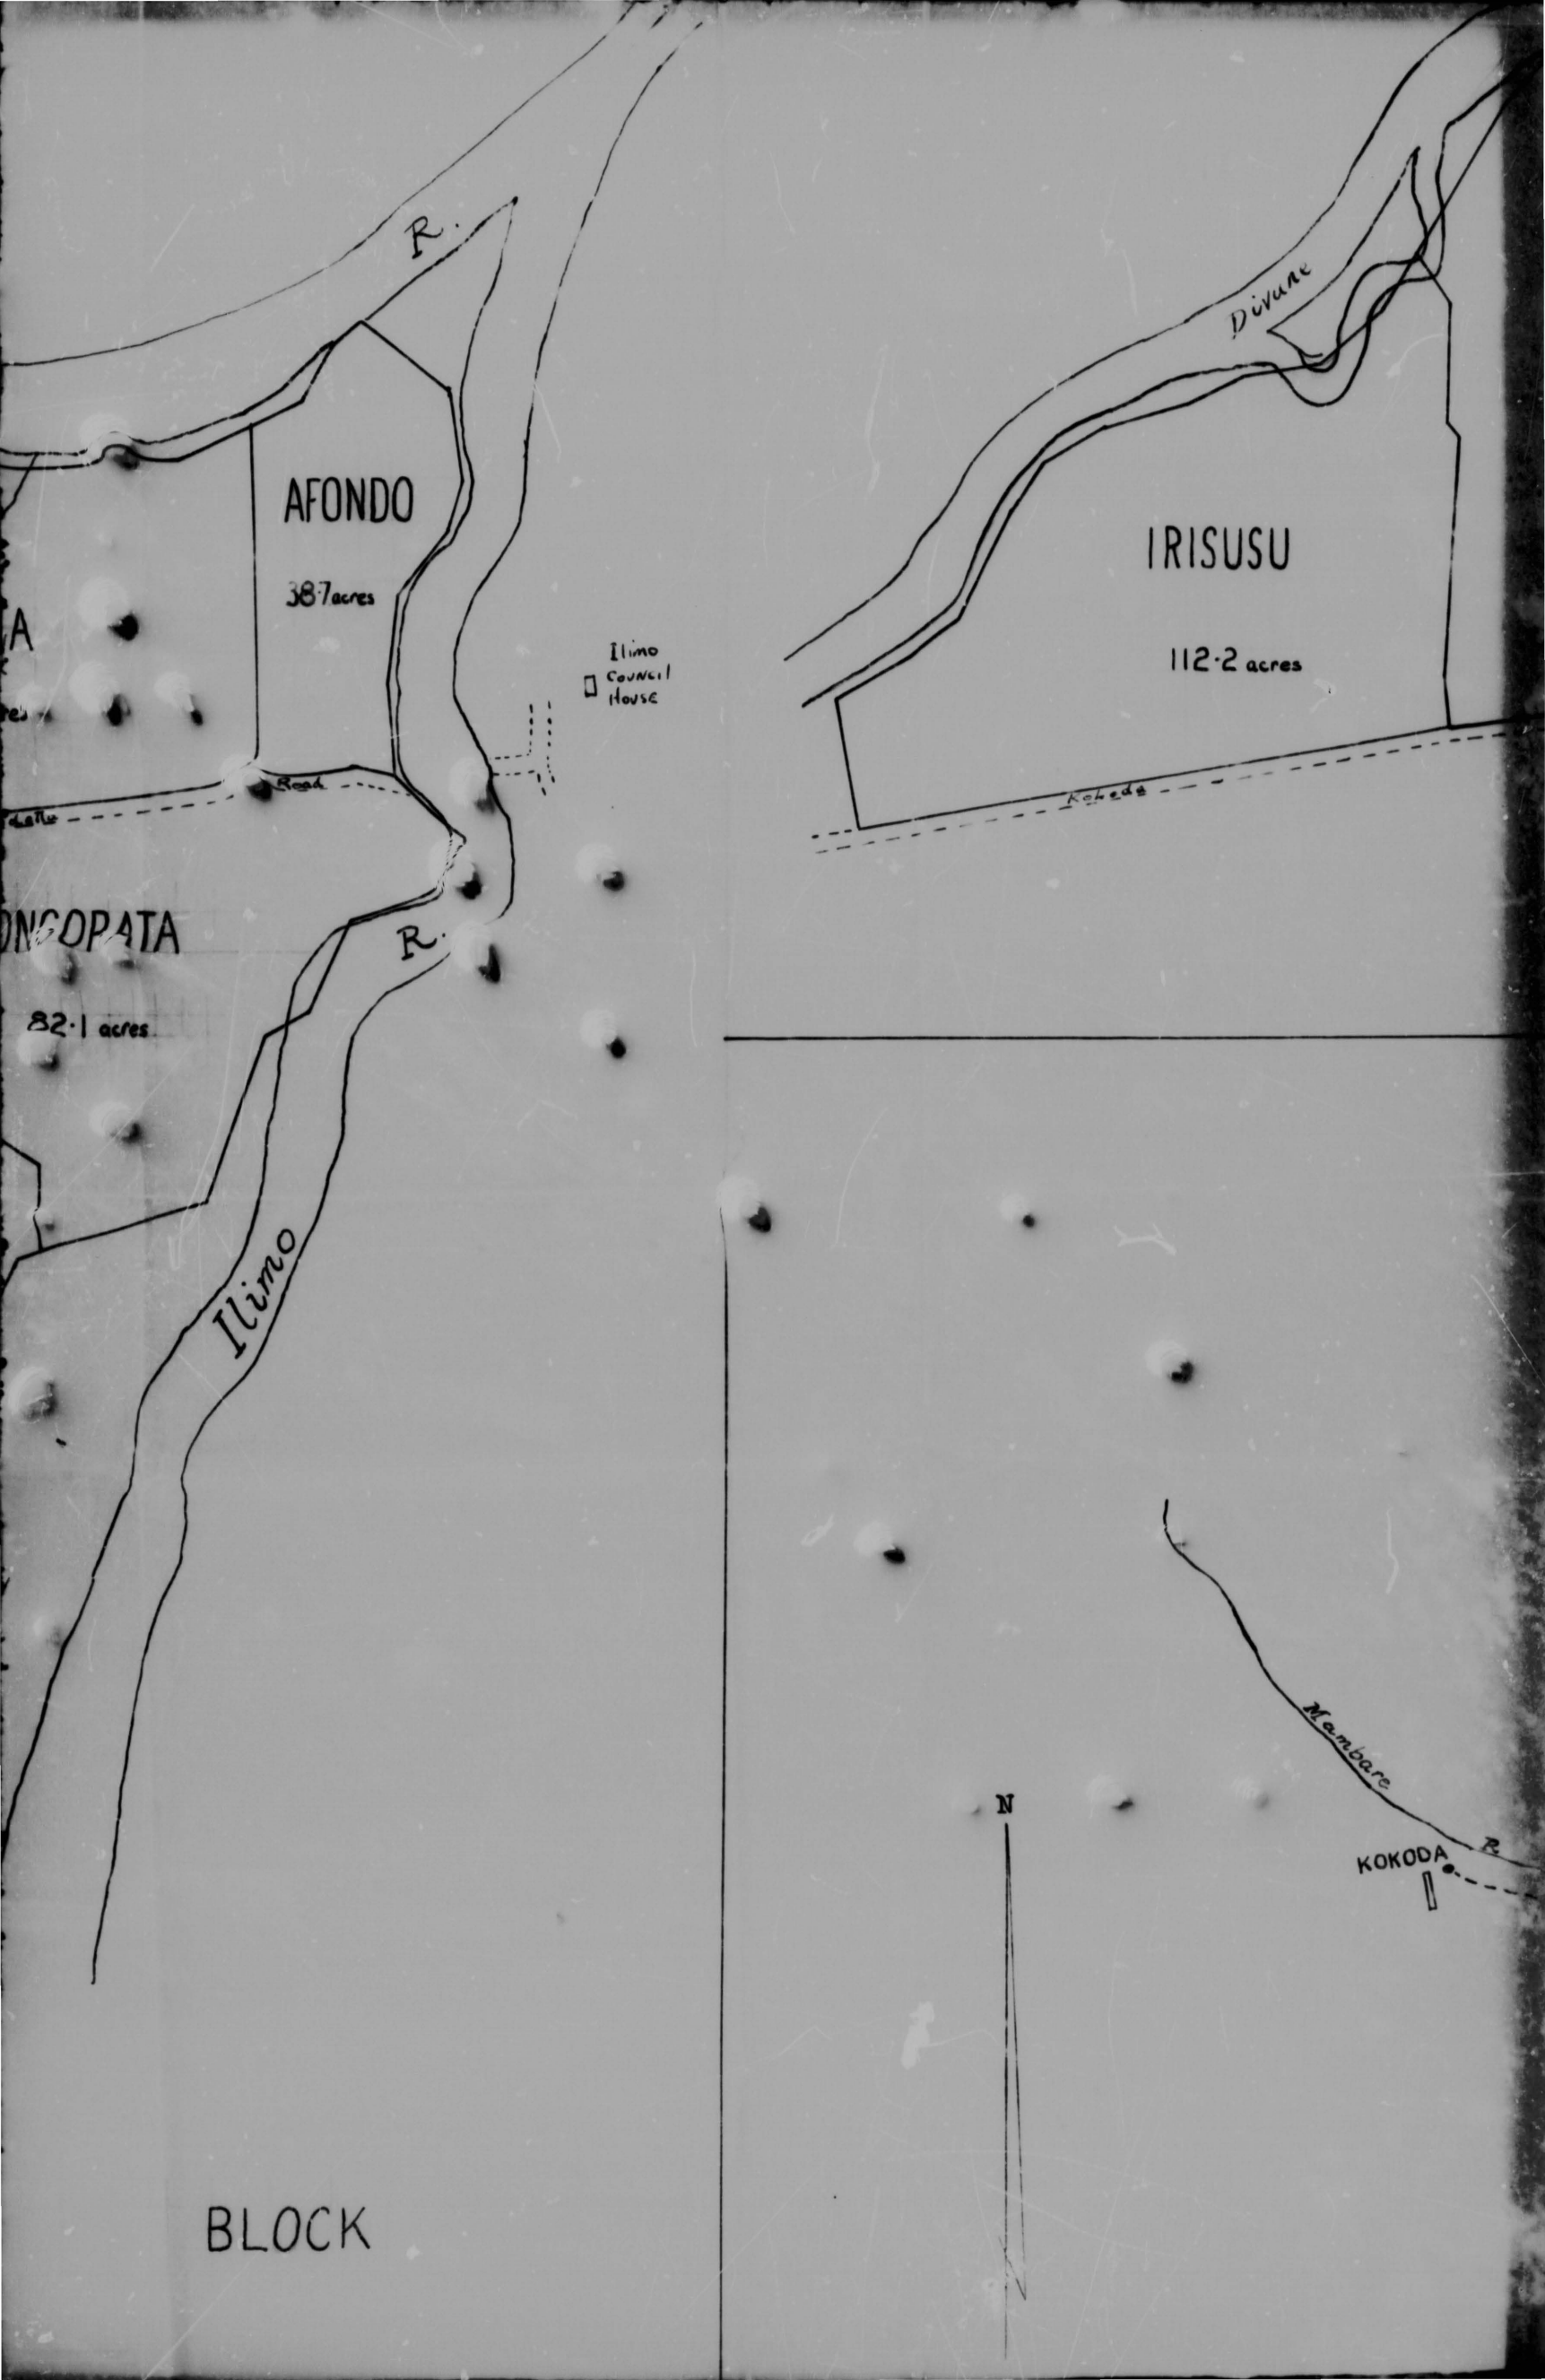 R.
Divune
AFONDO
38·7 acres
IRISUSU
112·2 acres
A
Ilimo
COUNCIl
HOUSE
Road
Kokoda
ONGOPATA
82·1 acres
R.
Ilimo
Mambare
R
N
KOKODA
BLOCK